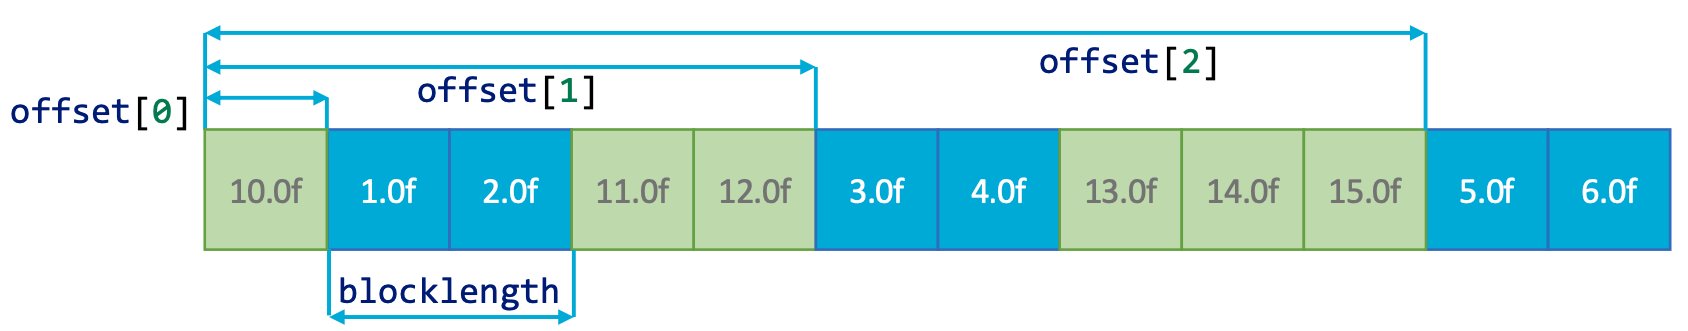 offset[2]
offset[1]
offset[0]
10.0f 1.0f 2.0f 11.0f 12.0f 3.0f 4.0f 13.0f 14.0f 15.0f 5.0f 6.0f
blocklength